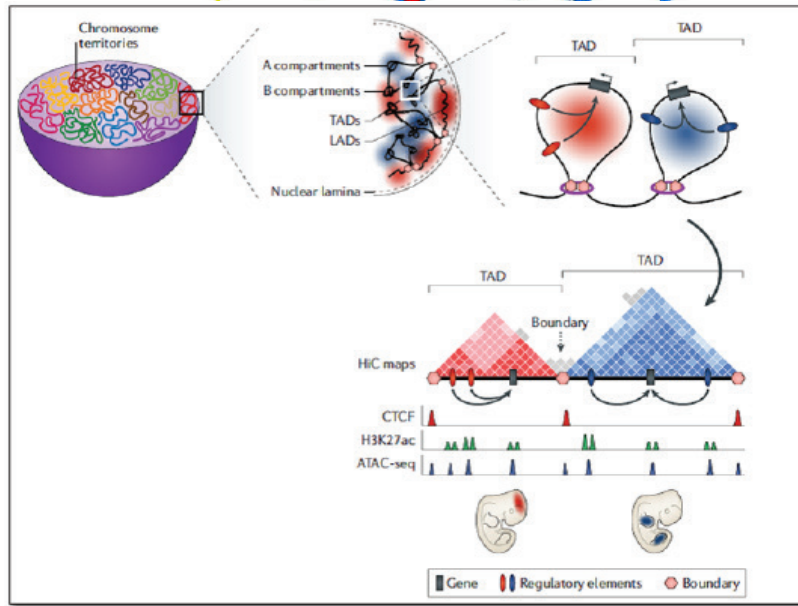 Chromosome
territories
A compartments
B compartments
TADs
LADs
Nuclear lamina
TAD
TAD
TAD
TAD
Boundary
HiC maps
CTCF
H3K27ac
ATAC-seq
Gene
Regulatory elements
Boundary